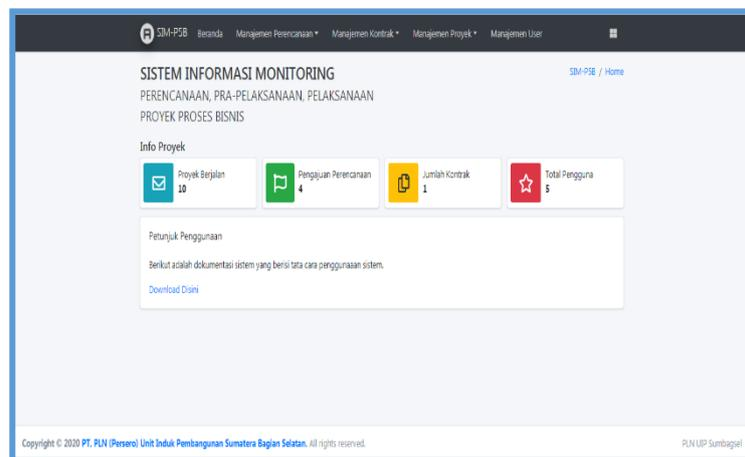 SIM-PSB Beranda Manajemen Perencanaan Manajemen Kontrak Manajemen Proyek Manajemen User
SISTEM INFORMASI MONITORING
SIM-PSB / Home
PERENCANAAN, PRA-PELAKSANAAN, PELAKSANAAN
PROYEK PROSES BISNIS
Info Proyek
Proyek Berjalan
10
Pengajuan Perencanaan
4
Jumlah Kontrak
1
Total Pengguna
5
Petunjuk Penggunaan
Berikut adalah dokumentasi sistem yang berisi tata cara penggunaaan sistem.
Download Disini
Copyright © 2020 PT. PLN (Persero) Unit Induk Pembangunan Sumatera Bagian Selatan. All rights reserved.
PLN UIP Sumbagsel